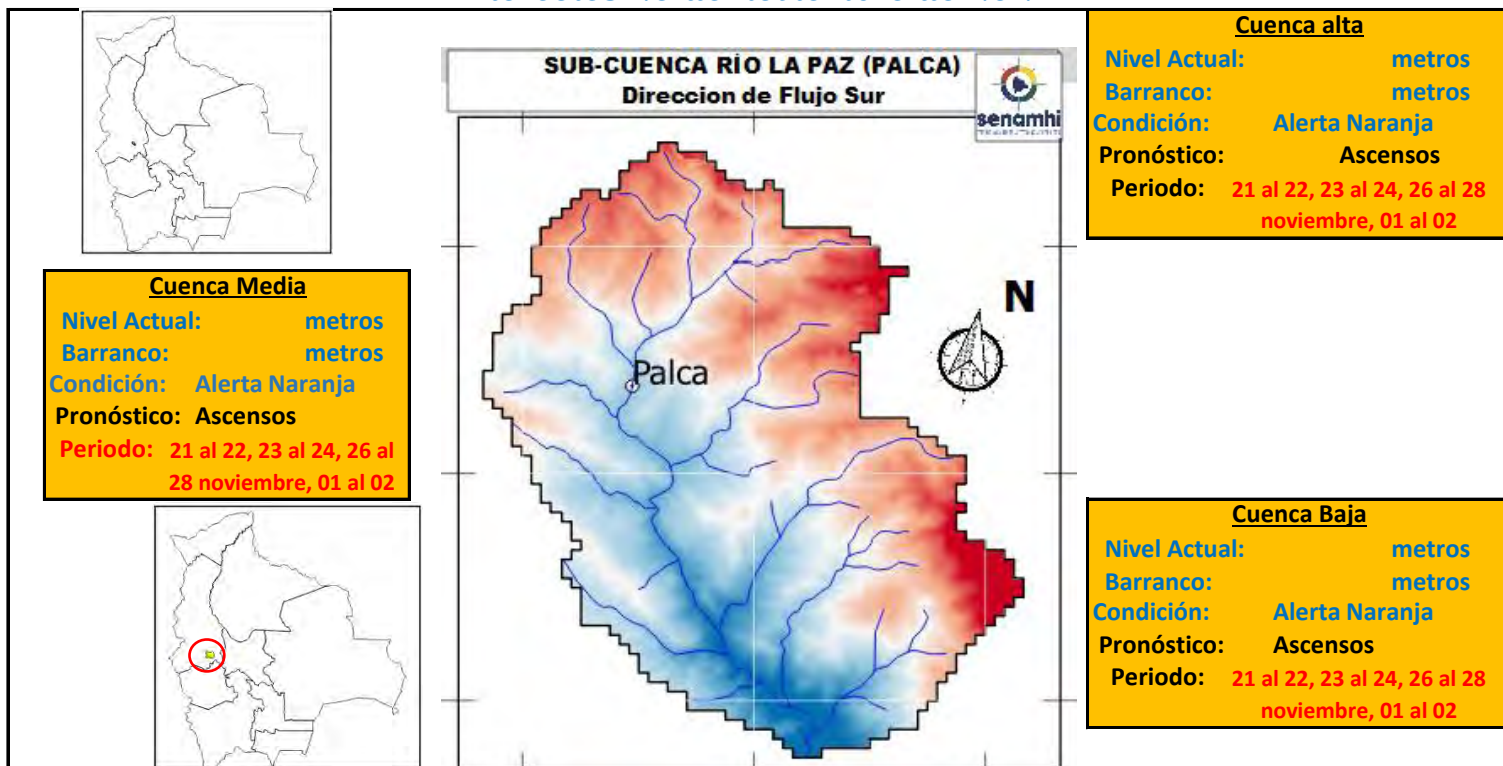 SUB-CUENCA RÍO LA PAZ (PALCA)
Direccion de Flujo Sur
senamhi
Cuenca alta
Nivel Actual: metros
Barranco: metros
Condición: Alerta Naranja
Pronóstico: Ascensos
Periodo: 21 al 22, 23 al 24, 26 al 28
noviembre, 01 al 02
Cuenca Media
Nivel Actual: metros
Barranco: metros
Condición: Alerta Naranja
Pronóstico: Ascensos
Periodo: 21 al 22, 23 al 24, 26 al
28 noviembre, 01 al 02
N
Palca
Cuenca Baja
Nivel Actual: metros
Barranco: metros
Condición: Alerta Naranja
Pronóstico: Ascensos
Periodo: 21 al 22, 23 al 24, 26 al 28
noviembre, 01 al 02